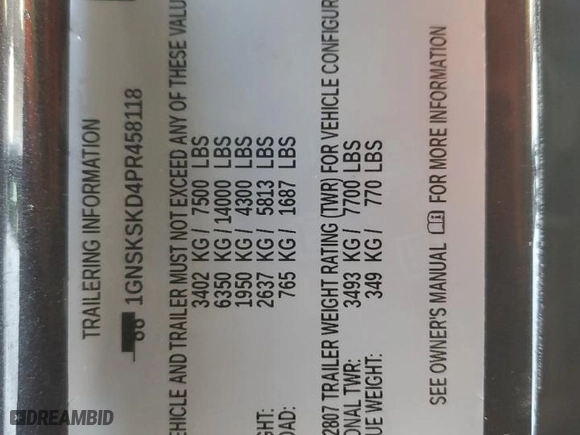 TRAILERING INFORMATION
1GNSKSKD4PR458118
EHICLE AND TRAILER MUST NOT EXCEED ANY OF THESE VALU
3402 KG / 7500 LBS
6350 KG / 14000 LBS
1950 KG / 4300 LBS
GHT: 2637 KG / 5813 LBS
OAD: 765 KG / 1687 LBS
2807 TRAILER WEIGHT RATING (TWR) FOR VEHICLE CONFIGUR
ONAL TWR: 3493 KG / 7700 LBS
UE WEIGHT: 349 KG / 770 LBS
SEE OWNER'S MANUAL FOR MORE INFORMATION
DREAMBID